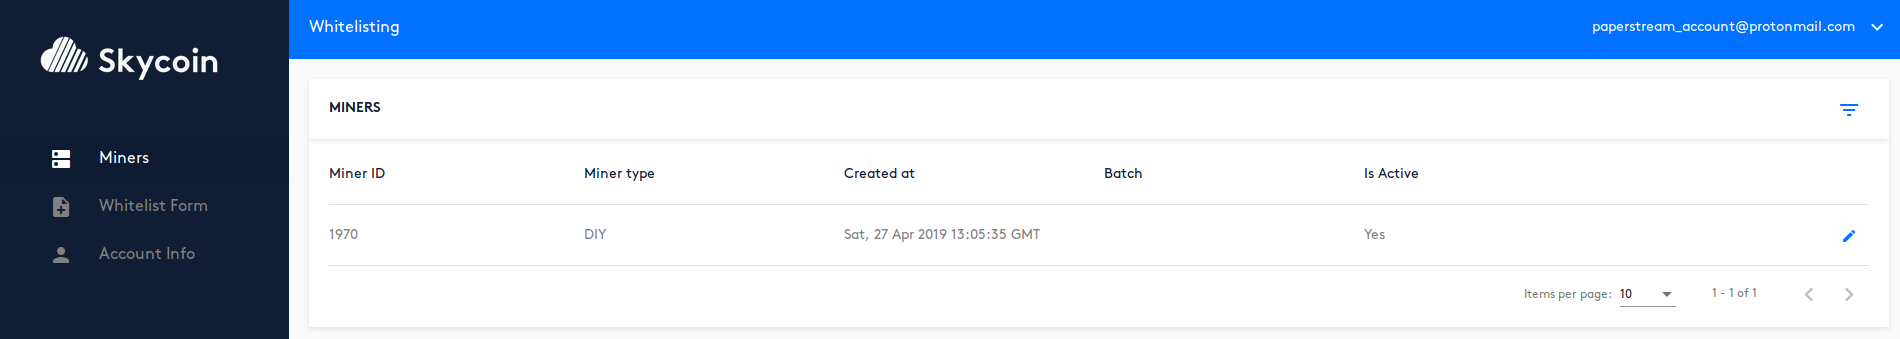 Skycoin
Miners
Whitelist Form
Account Info
Whitelisting
paperstream_account@protonmail.com
MINERS
Miner ID Miner type Created at Batch Is Active
1970 DIY Sat, 27 Apr 2019 13:05:35 GMT Yes
Items per page: 10 1 - 1 of 1